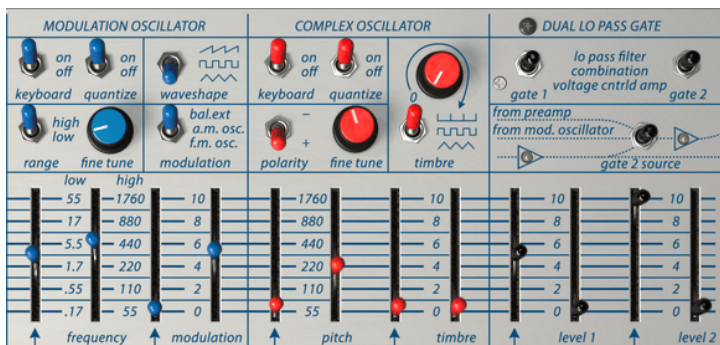 MODULATION OSCILLATOR
on
off
on
off
keyboard quantize waveshape
high
low
bal.ext
a.m. osc.
f.m. osc.
range fine tune modulation
low high
55 1760 10
17 880 8
5.5 440 6
1.7 220 4
.55 110 2
.17 55 0
frequency modulation
COMPLEX OSCILLATOR
on
off
on
off
keyboard quantize
0
−
+
polarity fine tune timbre
1760 10
880 8
440 6
220 4
110 2
55 0
pitch timbre
DUAL LO PASS GATE
lo pass filter
combination
voltage cntrld amp
gate 1 gate 2
from preamp
from mod. oscillator
gate 2 source
10 10
8 8
6 6
4 4
2 2
0 0
level 1 level 2